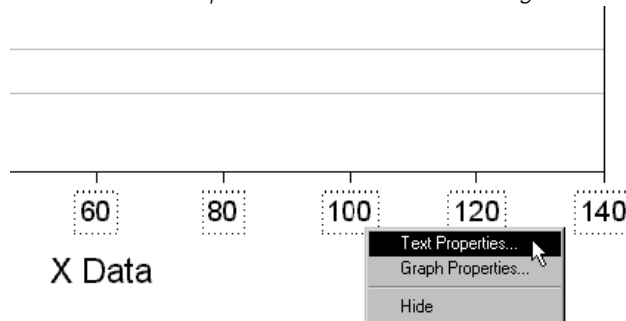 60 80 100 120 140
X Data
Text Properties...
Graph Properties...
Hide